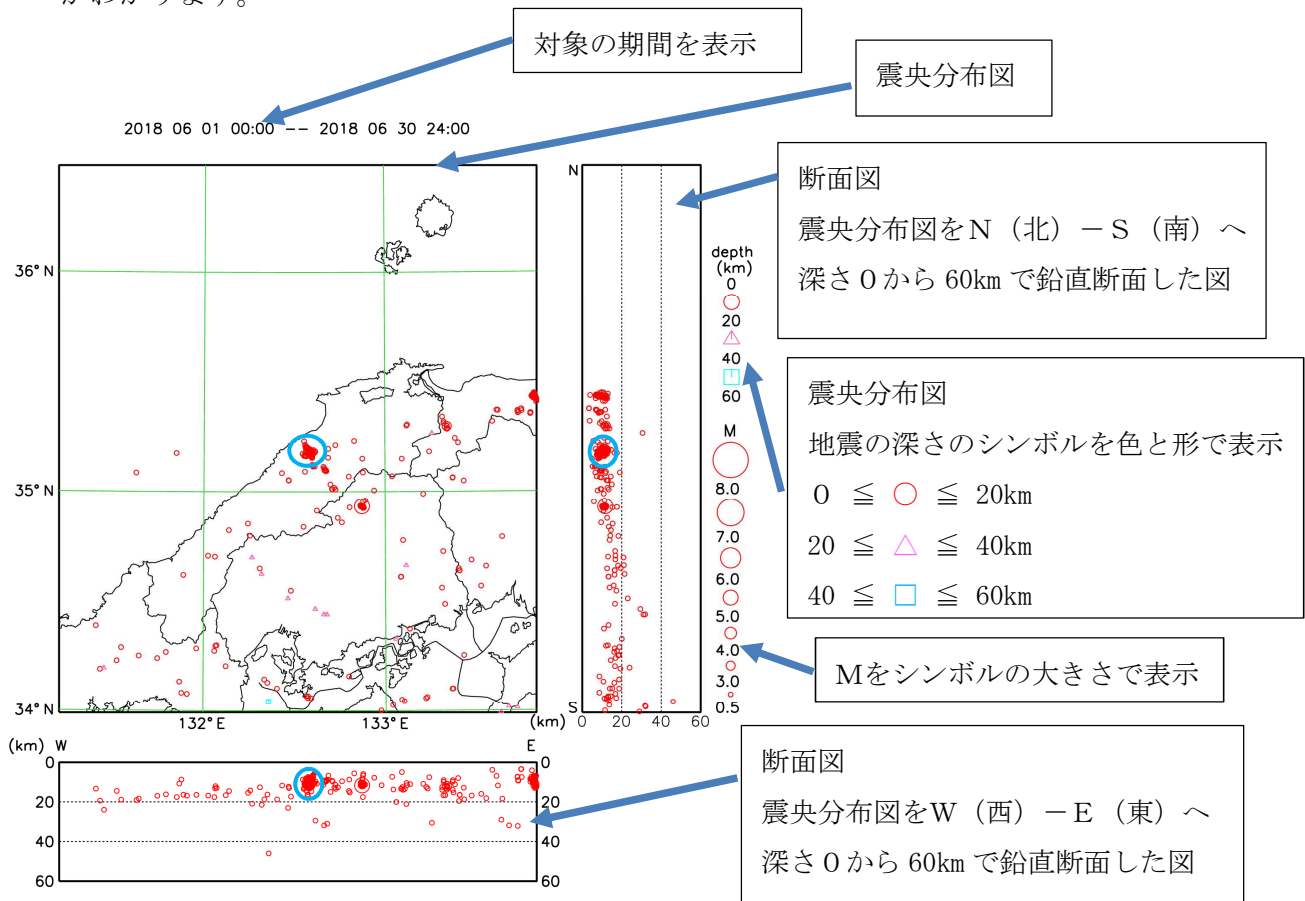 がわかります。
対象の期間を表示
震央分布図
2018 06 01 00:00 -- 2018 06 30 24:00
断面図
震央分布図をN（北）－S（南）へ
深さ０から 60km で鉛直断面した図
N
S
36°N
35°N
34°N
132°E
133°E
(km)
0
20
40
60
depth
(km)
0
20
40
60
M
8.0
7.0
6.0
5.0
4.0
3.0
0.5
震央分布図
地震の深さのシンボルを色と形で表示
0 ≦ ○ ≦ 20km
20 ≦ △ ≦ 40km
40 ≦ □ ≦ 60km
Mをシンボルの大きさで表示
(km) W
E
0
20
40
60
0
20
40
60
断面図
震央分布図をW（西）－E（東）へ
深さ０から 60km で鉛直断面した図